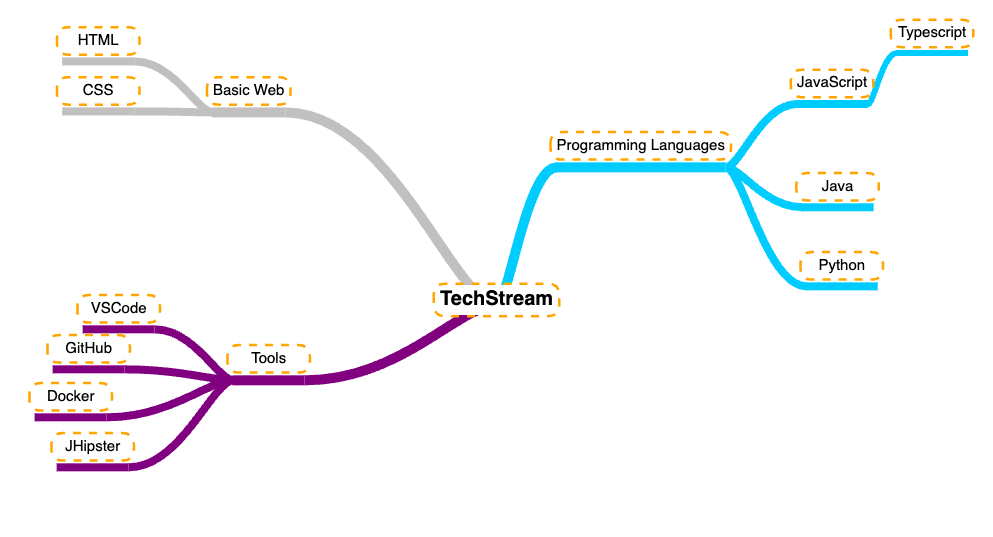 HTML
CSS
Basic Web
Typescript
JavaScript
Programming Languages
Java
Python
TechStream
VSCode
GitHub
Tools
Docker
JHipster